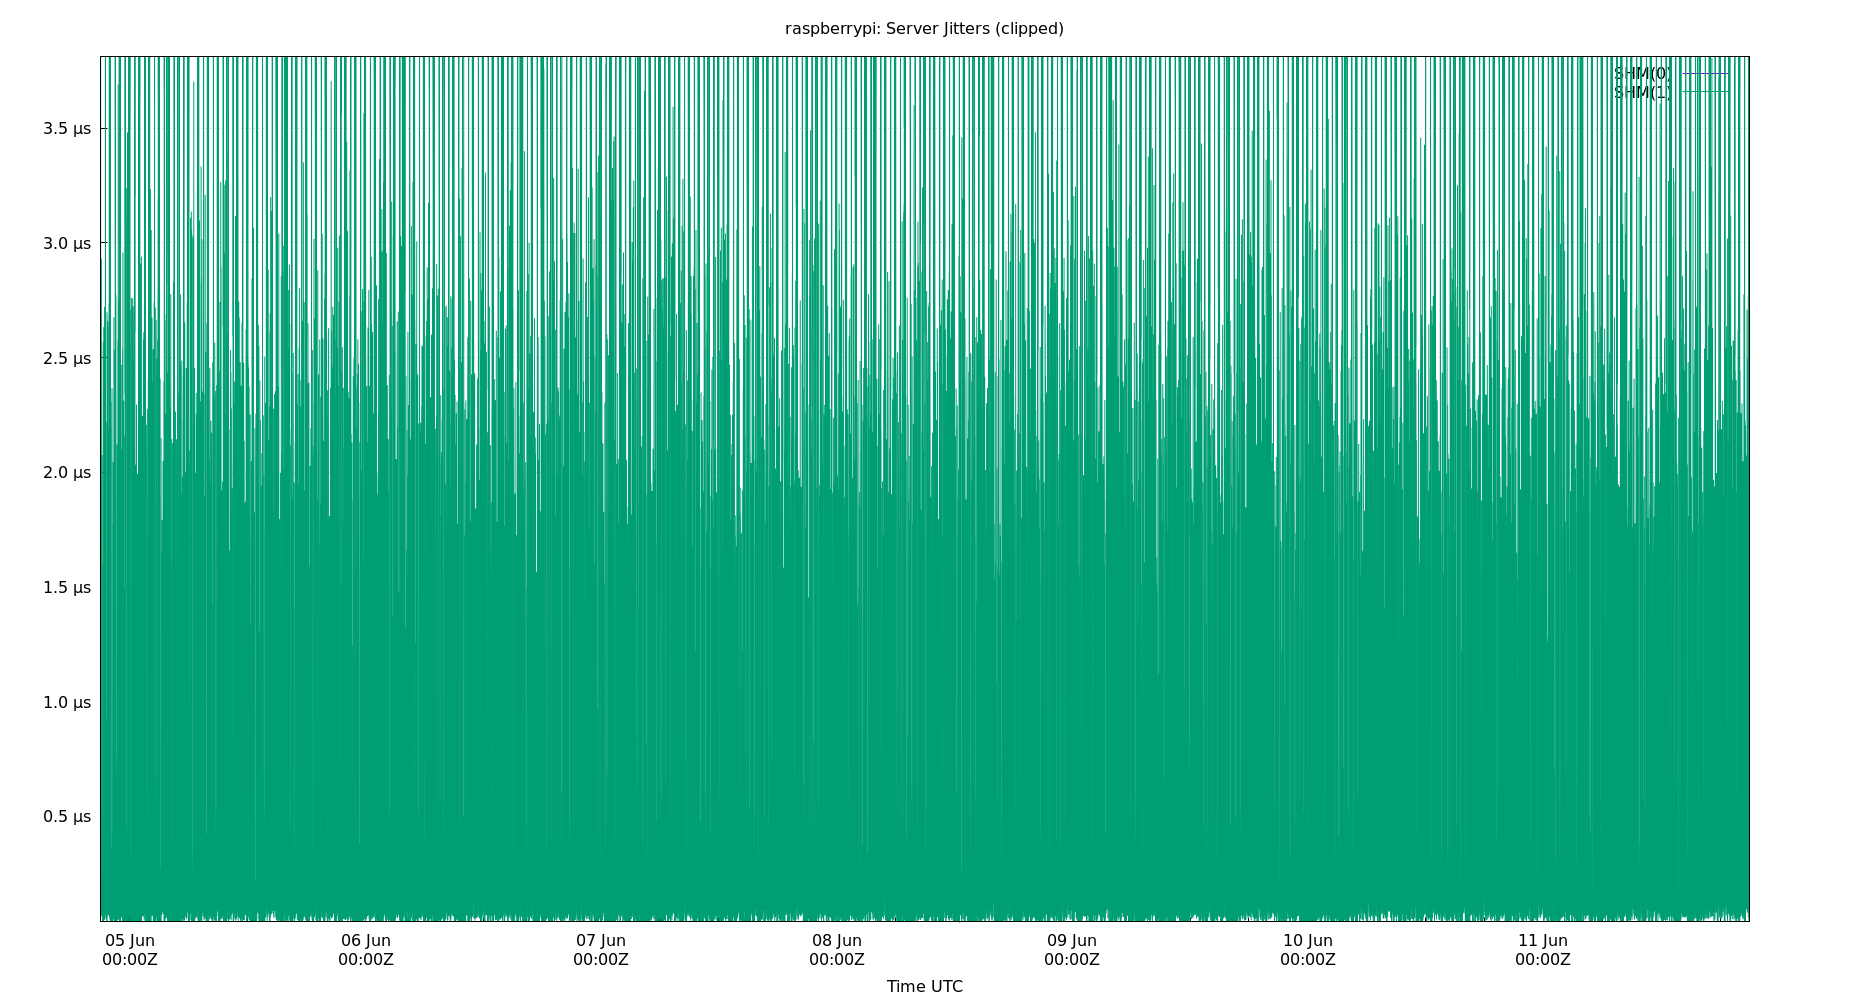 raspberrypi: Server Jitters (clipped)
SHM(0)
SHM(1)
3.5 µs
3.0 µs
2.5 µs
2.0 µs
1.5 µs
1.0 µs
0.5 µs
05 Jun 06 Jun 07 Jun 08 Jun 09 Jun 10 Jun 11 Jun
00:00Z 00:00Z 00:00Z 00:00Z 00:00Z 00:00Z 00:00Z
Time UTC